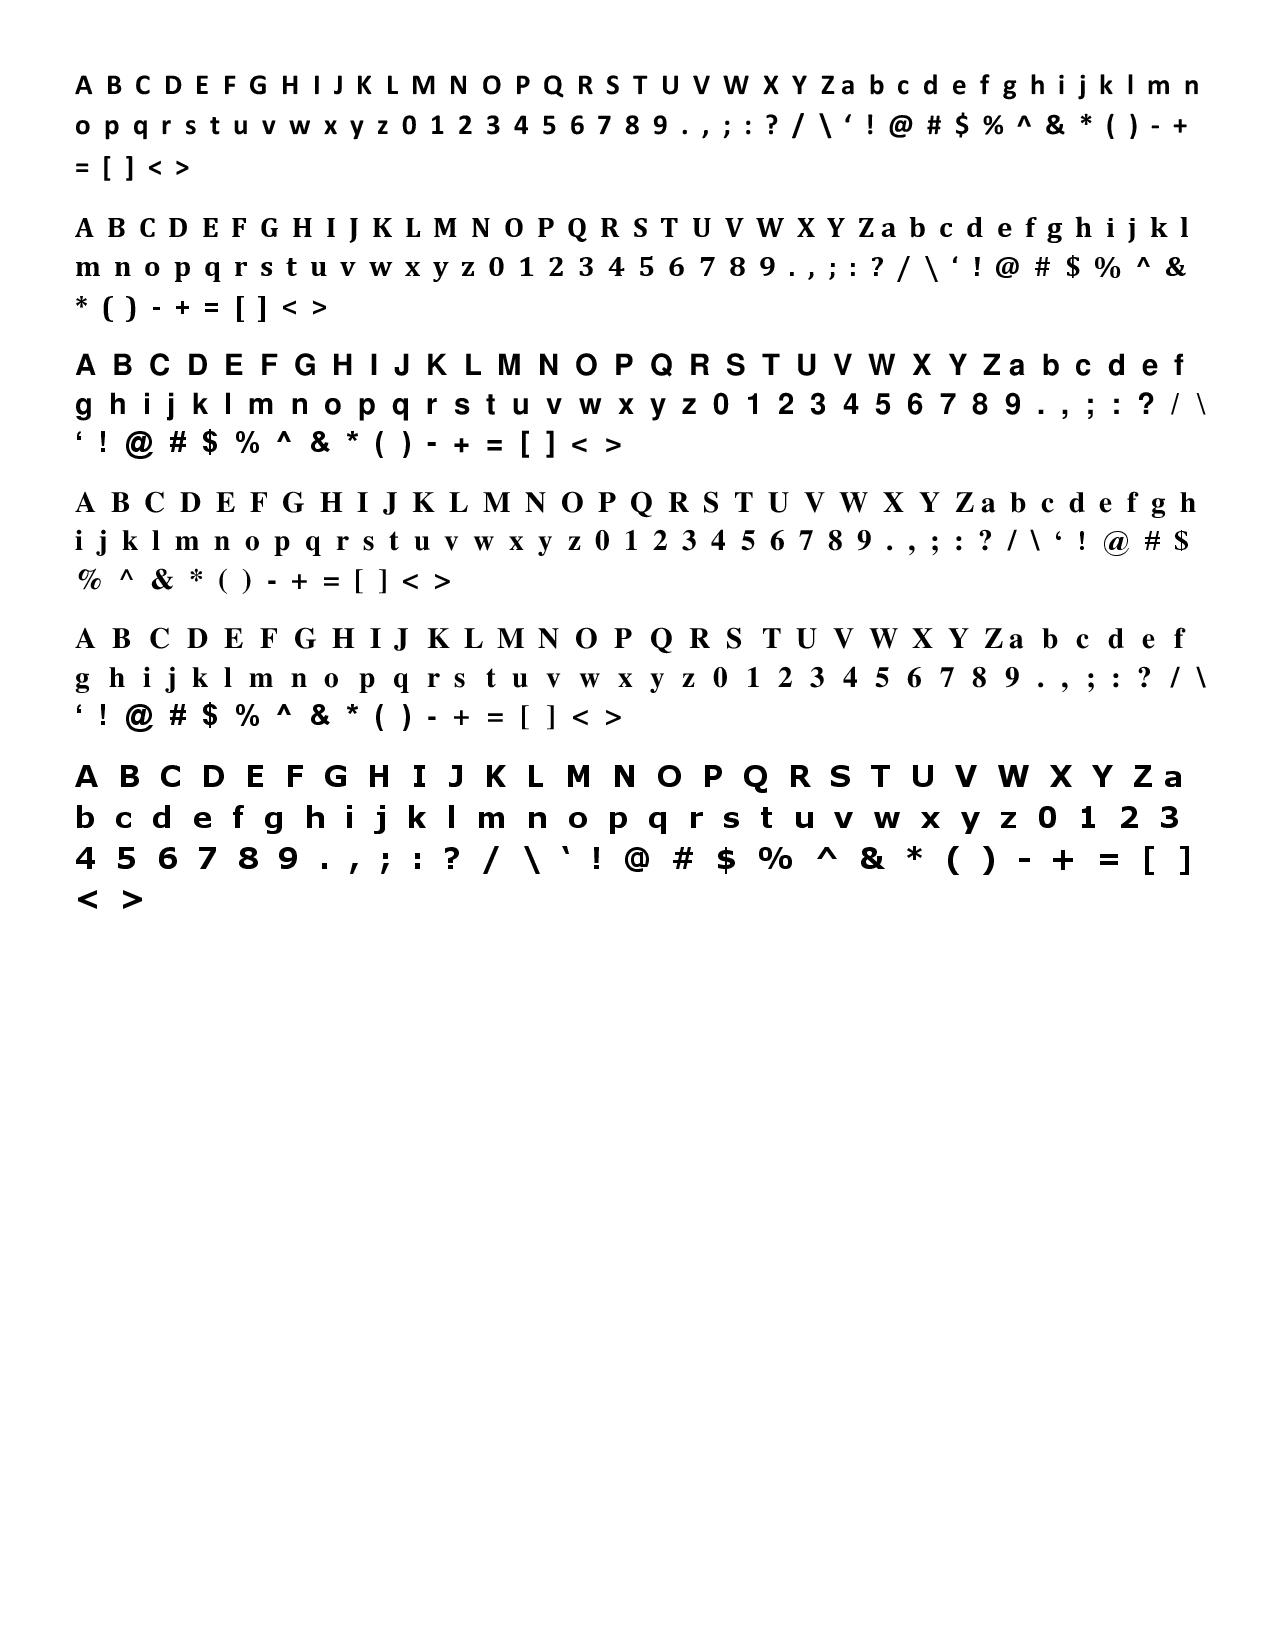 A B C D E F G H I J K L M N O P Q R S T U V W X Y Z a b c d e f g h i j k l m n
o p q r s t u v w x y z 0 1 2 3 4 5 6 7 8 9 . , ; : ? / \ ‘ ! @ # $ % ^ & * ( ) - +
= [ ] < >
A B C D E F G H I J K L M N O P Q R S T U V W X Y Z a b c d e f g h i j k l
m n o p q r s t u v w x y z 0 1 2 3 4 5 6 7 8 9 . , ; : ? / \ ‘ ! @ # $ % ^ &
* ( ) - + = [ ] < >
A B C D E F G H I J K L M N O P Q R S T U V W X Y Z a b c d e f
g h i j k l m n o p q r s t u v w x y z 0 1 2 3 4 5 6 7 8 9 . , ; : ? / \
‘ ! @ # $ % ^ & * ( ) - + = [ ] < >
A B C D E F G H I J K L M N O P Q R S T U V W X Y Z a b c d e f g h
i j k l m n o p q r s t u v w x y z 0 1 2 3 4 5 6 7 8 9 . , ; : ? / \ ‘ ! @ # $
% ^ & * ( ) - + = [ ] < >
A B C D E F G H I J K L M N O P Q R S T U V W X Y Z a b c d e f
g h i j k l m n o p q r s t u v w x y z 0 1 2 3 4 5 6 7 8 9 . , ; : ? / \
‘ ! @ # $ % ^ & * ( ) - + = [ ] < >
A B C D E F G H I J K L M N O P Q R S T U V W X Y Z a
b c d e f g h i j k l m n o p q r s t u v w x y z 0 1 2 3
4 5 6 7 8 9 . , ; : ? / \ ‘ ! @ # $ % ^ & * ( ) - + = [ ]
< >